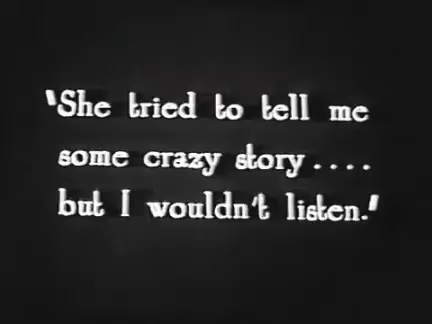 'She tried to tell me
some crazy story....
but I wouldn't listen.'